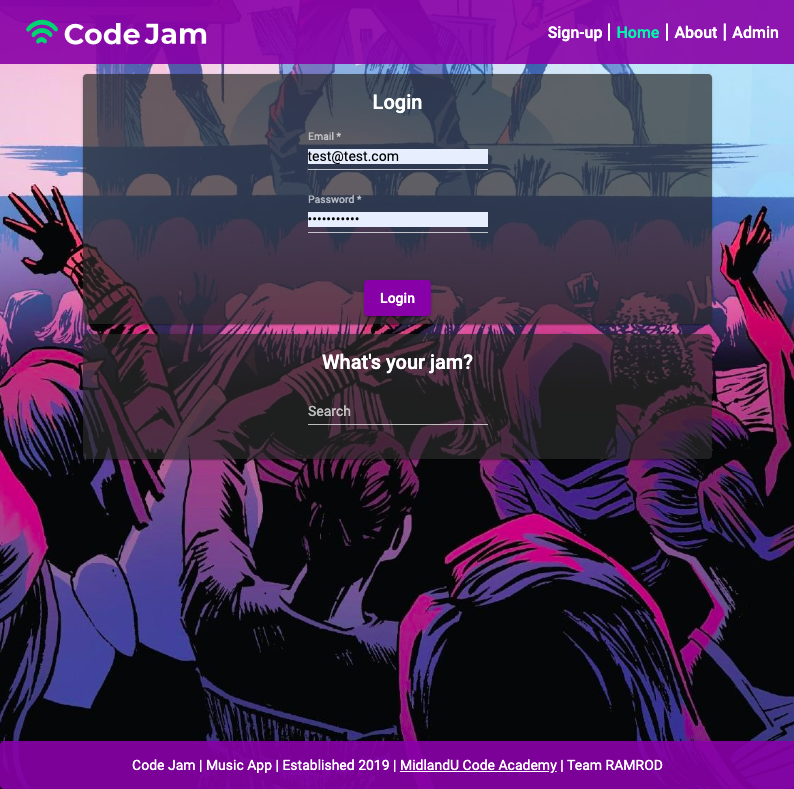 Code Jam
Sign-up | Home | About | Admin
Login
Email *
test@test.com
Password *
•••••••••••
Login
What's your jam?
Search
Code Jam | Music App | Established 2019 | MidlandU Code Academy | Team RAMROD